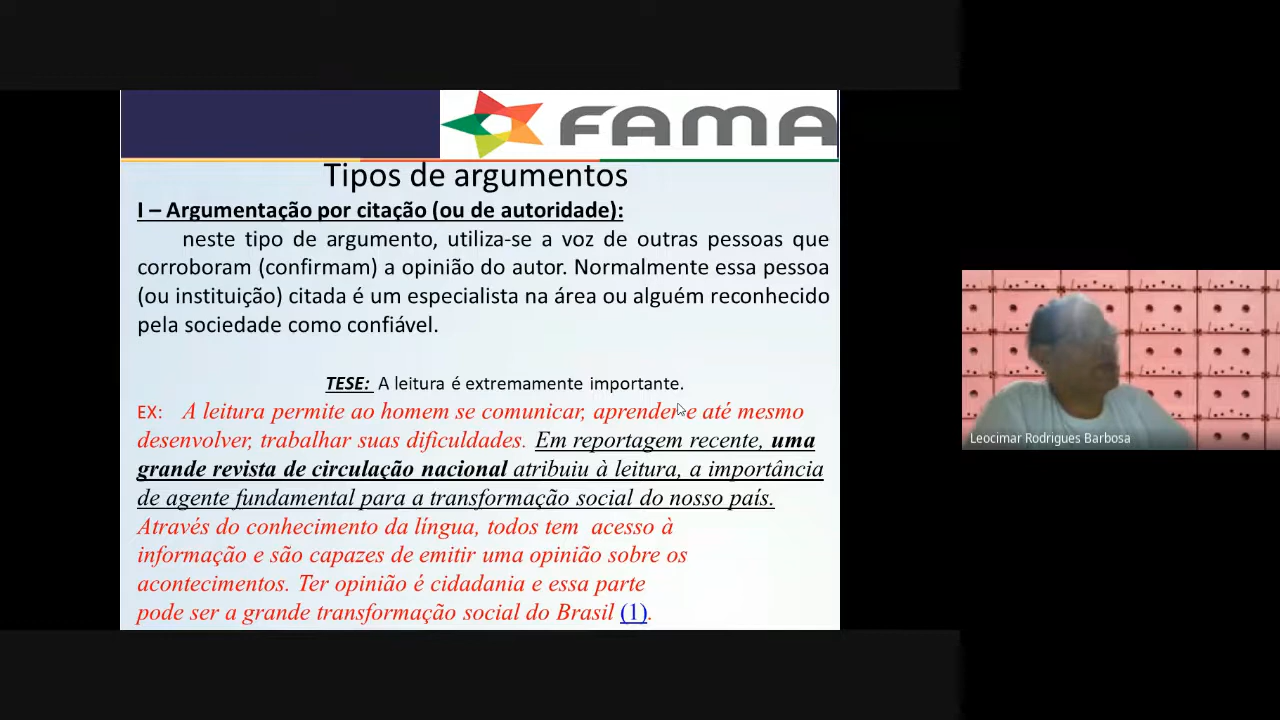 FAMA
Tipos de argumentos
I – Argumentação por citação (ou de autoridade):
neste tipo de argumento, utiliza-se a voz de outras pessoas que
corroboram (confirmam) a opinião do autor. Normalmente essa pessoa
(ou instituição) citada é um especialista na área ou alguém reconhecido
pela sociedade como confiável.
TESE: A leitura é extremamente importante.
EX: A leitura permite ao homem se comunicar, aprender e até mesmo
desenvolver, trabalhar suas dificuldades. Em reportagem recente, uma
grande revista de circulação nacional atribuiu à leitura, a importância
de agente fundamental para a transformação social do nosso país.
Através do conhecimento da língua, todos tem acesso à
informação e são capazes de emitir uma opinião sobre os
acontecimentos. Ter opinião é cidadania e essa parte
pode ser a grande transformação social do Brasil (1).
Leocimar Rodrigues Barbosa